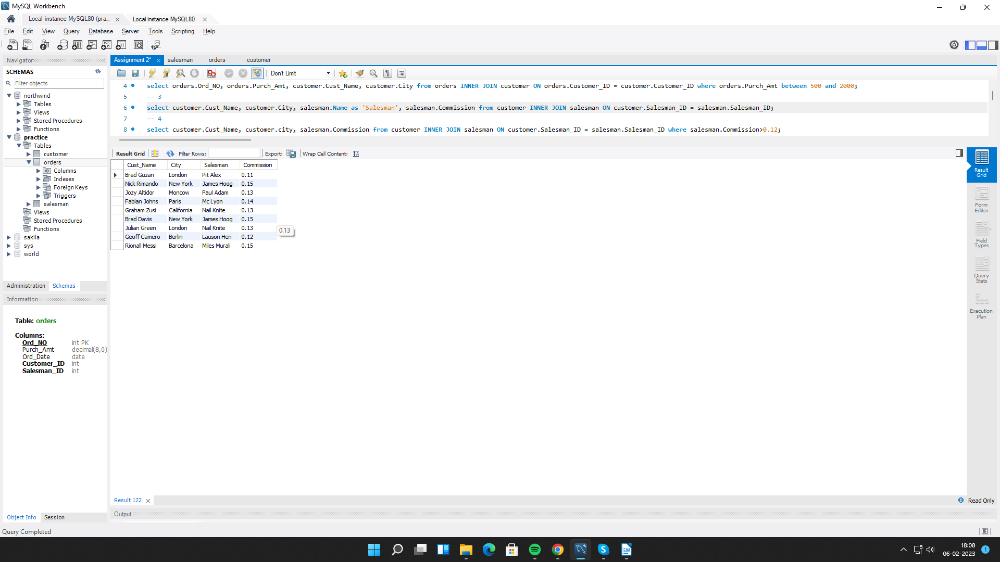 MySQL Workbench
Local instance MySQL80 (pra...
Local instance MySQL80
File Edit View Query Database Server Tools Scripting Help
Navigator
SCHEMAS
Filter objects
northwind
Tables
Views
Stored Procedures
Functions
practice
Tables
customer
orders
Columns
Indexes
Foreign Keys
Triggers
salesman
Views
Stored Procedures
Functions
sakila
sys
world
Administration Schemas
Information
Table: orders
Columns:
Ord_NO int PK
Purch_Amt decimal(8,0)
Ord_Date date
Customer_ID int
Salesman_ID int
Object Info Session
Query Completed
Assignment 2* salesman orders customer
Don't Limit
4 select orders.Ord_NO, orders.Purch_Amt, customer.Cust_Name, customer.City from orders INNER JOIN customer ON orders.Customer_ID = customer.Customer_ID where orders.Purch_Amt between 500 and 2000;
5 -- 3
6 select customer.Cust_Name, customer.City, salesman.Name as 'Salesman', salesman.Commission from customer INNER JOIN salesman ON customer.Salesman_ID = salesman.Salesman_ID;
7 -- 4
8 select customer.Cust_Name, customer.city, salesman.Commission from customer INNER JOIN salesman ON customer.Salesman_ID = salesman.Salesman_ID where salesman.Commission>0.12;
Result Grid Filter Rows: Export: Wrap Cell Content:
Cust_Name City Salesman Commission
Brad Guzan London Pit Alex 0.11
Nick Rimando New York James Hoog 0.15
Jozy Altidor Moncow Paul Adam 0.13
Fabian Johns Paris Mc Lyon 0.14
Graham Zusi California Nail Knite 0.13
Brad Davis New York James Hoog 0.15
Julian Green London Nail Knite 0.13
0.13
Geoff Camero Berlin Lauson Hen 0.12
Rionall Messi Barcelona Miles Murali 0.15
Result
Grid
Form
Editor
Field
Types
Query
Stats
Execution
Plan
Result 122
Read Only
Output
18:08
06-02-2023
1